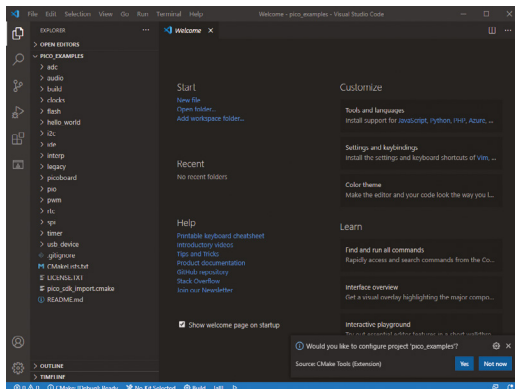 File Edit Selection View Go Run Terminal Help
Welcome - pico_examples - Visual Studio Code
EXPLORER
Welcome
OPEN EDITORS
PICO_EXAMPLES
adc
audio
build
clocks
flash
hello world
i2c
interp
legacy
picoboard
pio
pwm
rtc
spi
timer
usb device
.gitignore
CMakeLists.txt
LICENSE.TXT
pico_sdk_import.cmake
README.md
OUTLINE
TIMELINE
Start
New file
Open folder...
Add workspace folder...
Recent
No recent folders
Help
Printable keyboard cheatsheet
Introductory videos
Tips and Tricks
Product documentation
GitHub repository
Stack Overflow
Join our Newsletter
Show welcome page on startup
Customize
Tools and languages
Install support for JavaScript, Python, PHP, Azure, ...
Settings and keybindings
Install the settings and keyboard shortcuts of Vim, ...
Color theme
Make the editor and your code look the way you l...
Learn
Find and run all commands
Rapidly access and search commands from the Co...
Interface overview
Get a visual overlay highlighting the major compo...
Interactive playground
Would you like to configure project 'pico_examples'?
Source: CMake Tools (Extension)
Yes
Not now
0 0 CMake: [Debug]: Ready No Kit Selected Build [all]